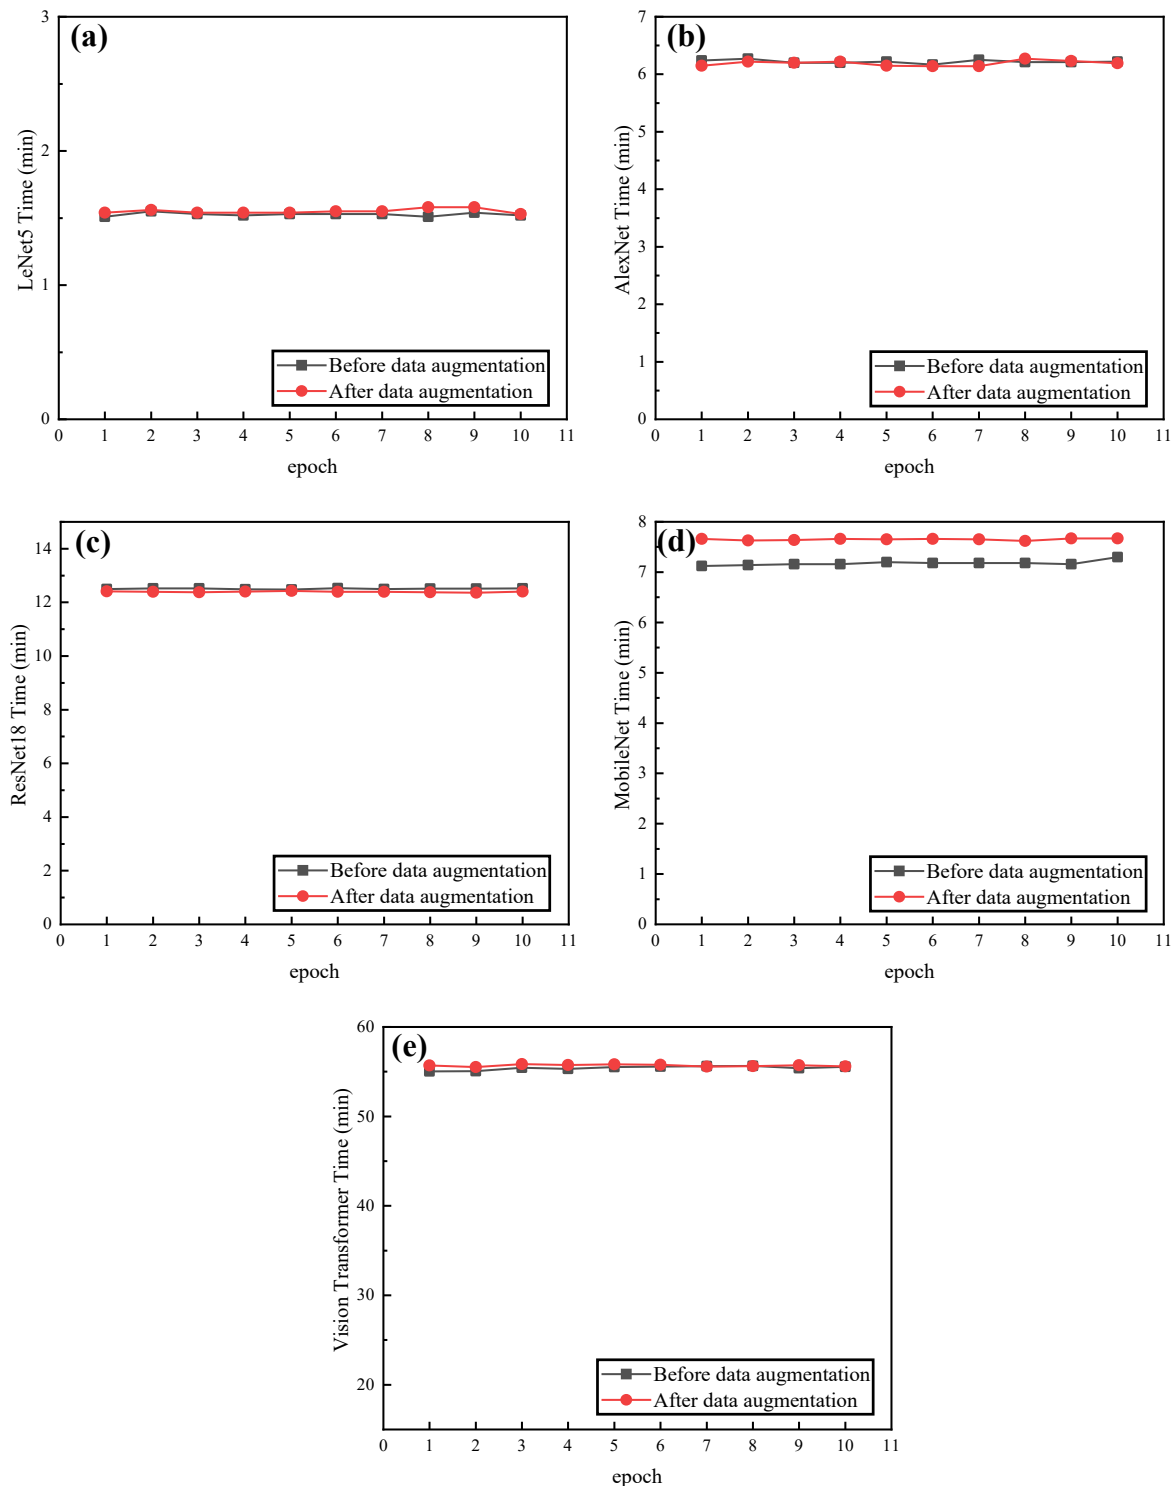 (a)
LeNet5 Time (min)
3
2
1
0
Before data augmentation
After data augmentation
0 1 2 3 4 5 6 7 8 9 10 11
epoch
(b)
AlexNet Time (min)
7
6
5
4
3
2
1
0
Before data augmentation
After data augmentation
0 1 2 3 4 5 6 7 8 9 10 11
epoch
(c)
ResNet18 Time (min)
14
12
10
8
6
4
2
0
Before data augmentation
After data augmentation
0 1 2 3 4 5 6 7 8 9 10 11
epoch
(d)
MobileNet Time (min)
8
7
6
5
4
3
2
1
0
Before data augmentation
After data augmentation
0 1 2 3 4 5 6 7 8 9 10 11
epoch
(e)
Vision Transformer Time (min)
60
50
40
30
20
Before data augmentation
After data augmentation
0 1 2 3 4 5 6 7 8 9 10 11
epoch